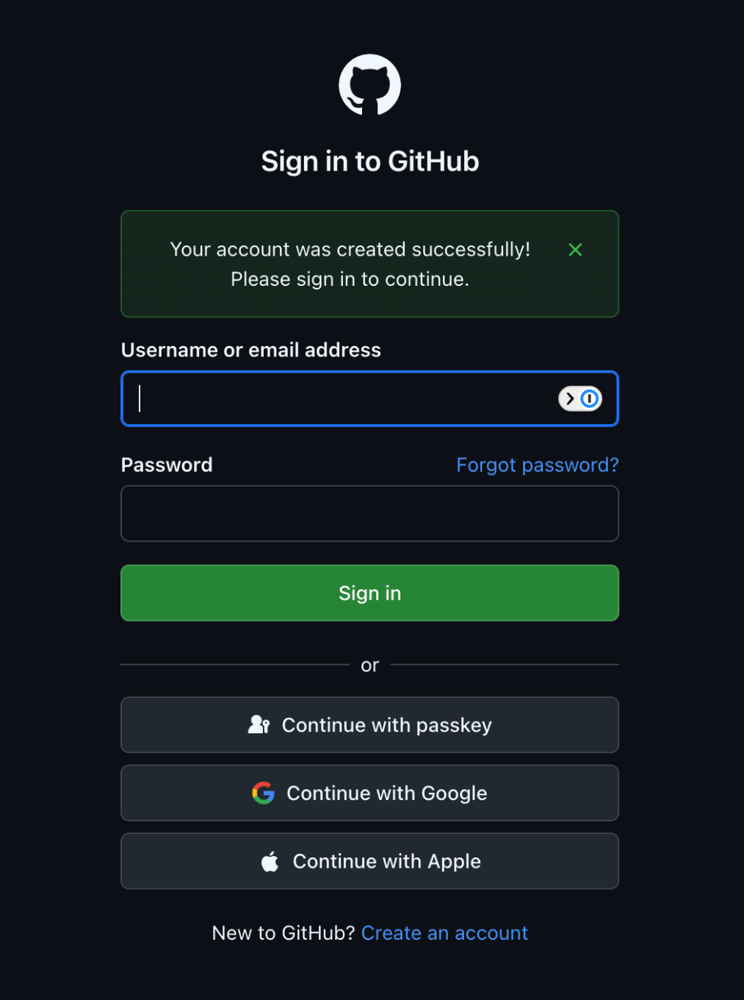 Sign in to GitHub
Your account was created successfully!
Please sign in to continue.
Username or email address
Password
Forgot password?
Sign in
or
Continue with passkey
Continue with Google
Continue with Apple
New to GitHub? Create an account